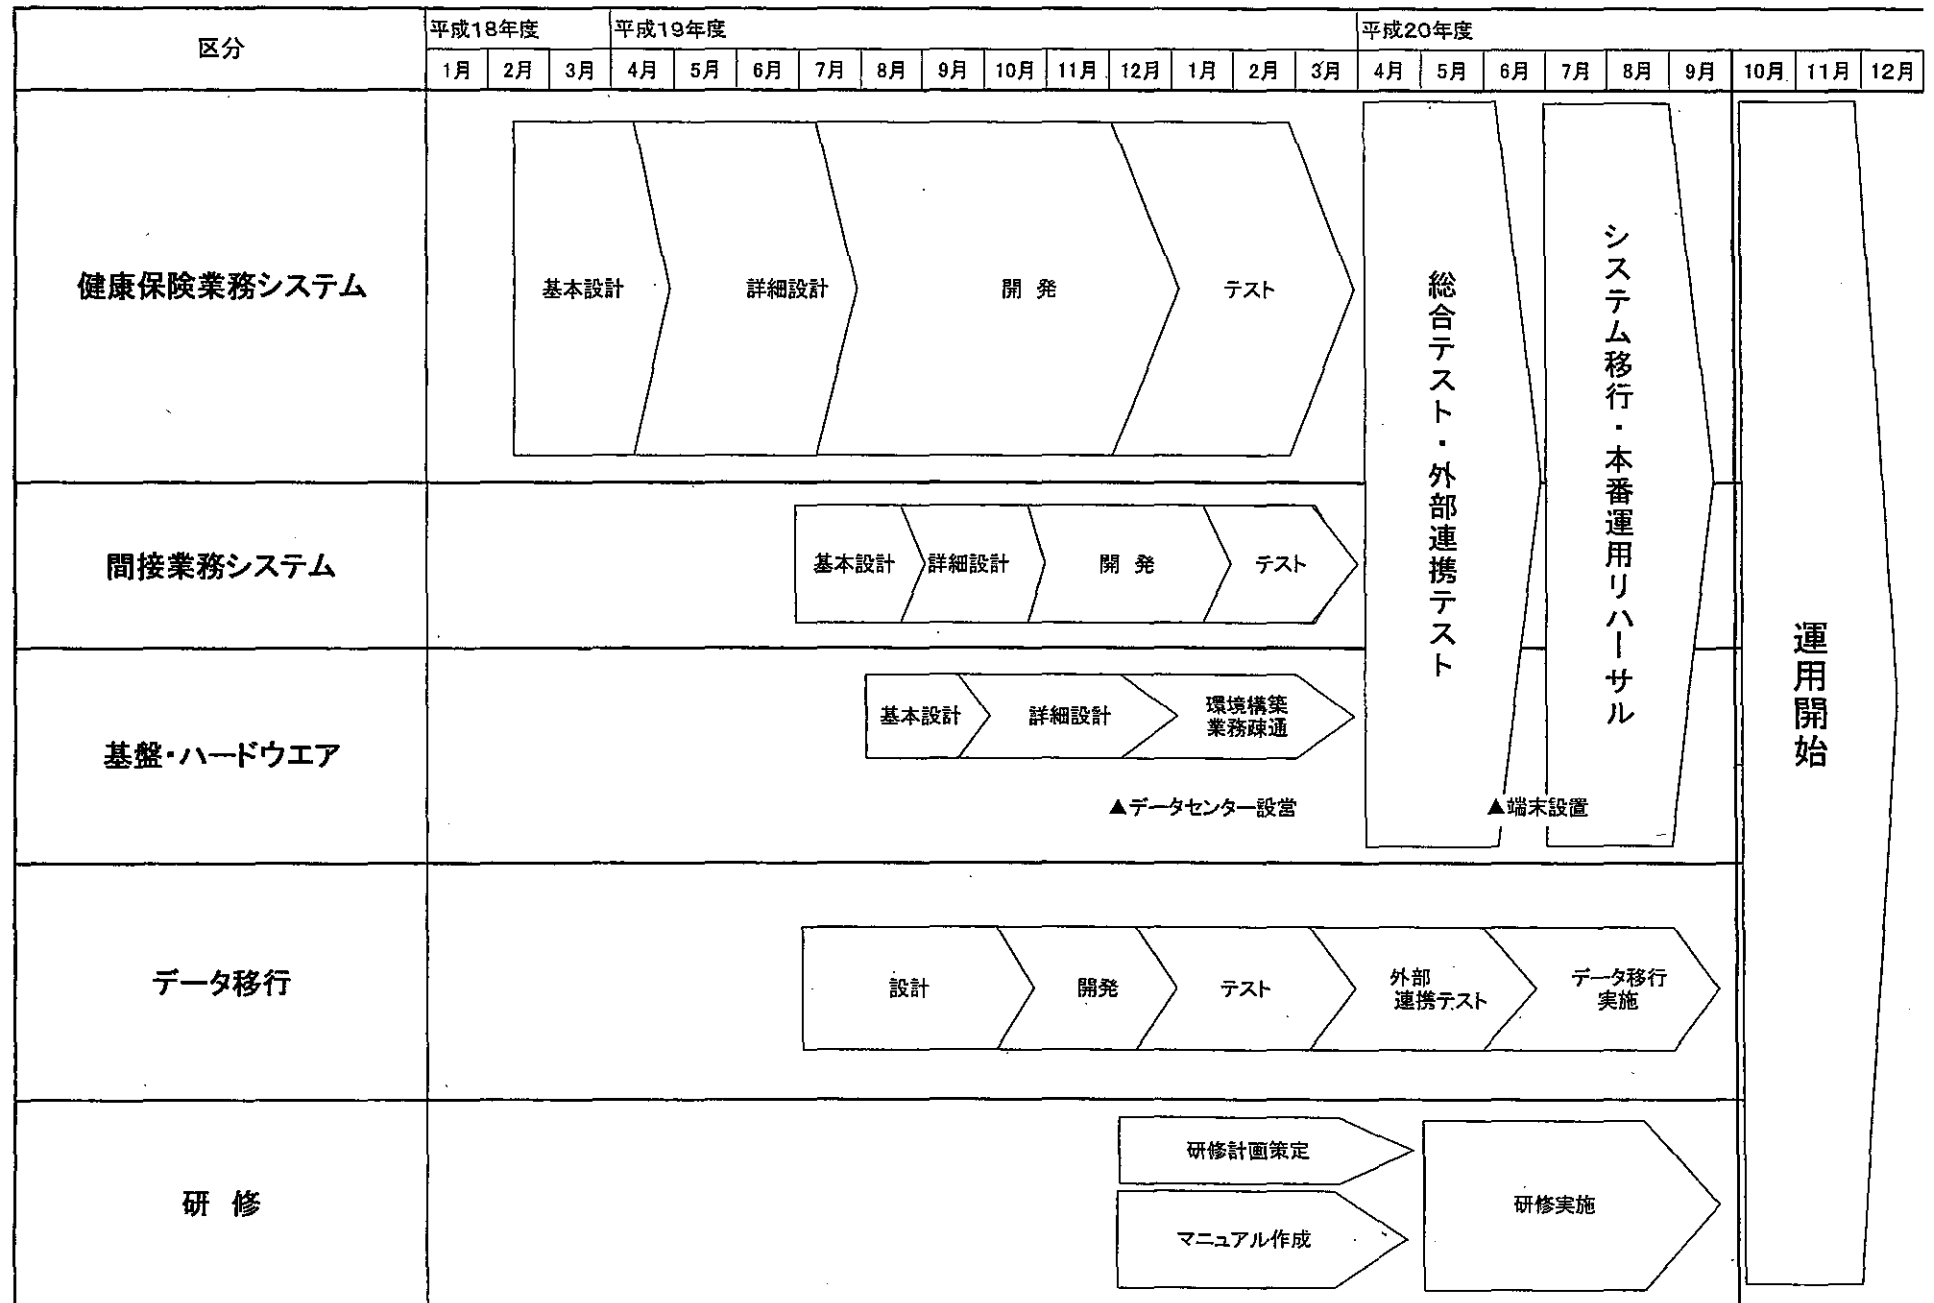 区分
平成18年度
平成19年度
平成20年度
1月 2月 3月 4月 5月 6月 7月 8月 9月 10月 11月 12月 1月 2月 3月 4月 5月 6月 7月 8月 9月 10月 11月 12月
健康保険業務システム
基本設計
詳細設計
開 発
テスト
間接業務システム
基本設計
詳細設計
開 発
テスト
基盤・ハードウエア
基本設計
詳細設計
環境構築
業務疎通
▲データセンター設営
▲端末設置
総合テスト・外部連携テスト
システム移行・本番運用リハーサル
運用開始
データ移行
設計
開発
テスト
外部
連携テスト
データ移行
実施
研 修
研修計画策定
マニュアル作成
研修実施